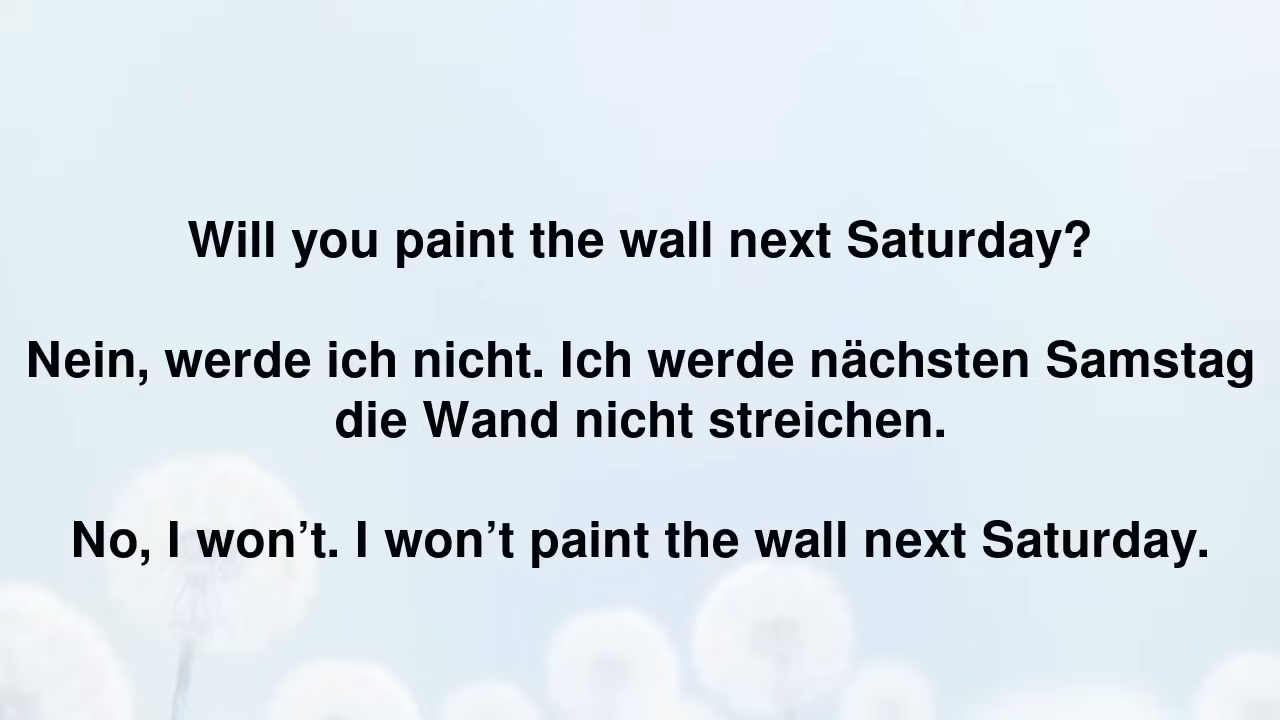 Will you paint the wall next Saturday?
Nein, werde ich nicht. Ich werde nächsten Samstag
die Wand nicht streichen.
No, I won’t. I won’t paint the wall next Saturday.